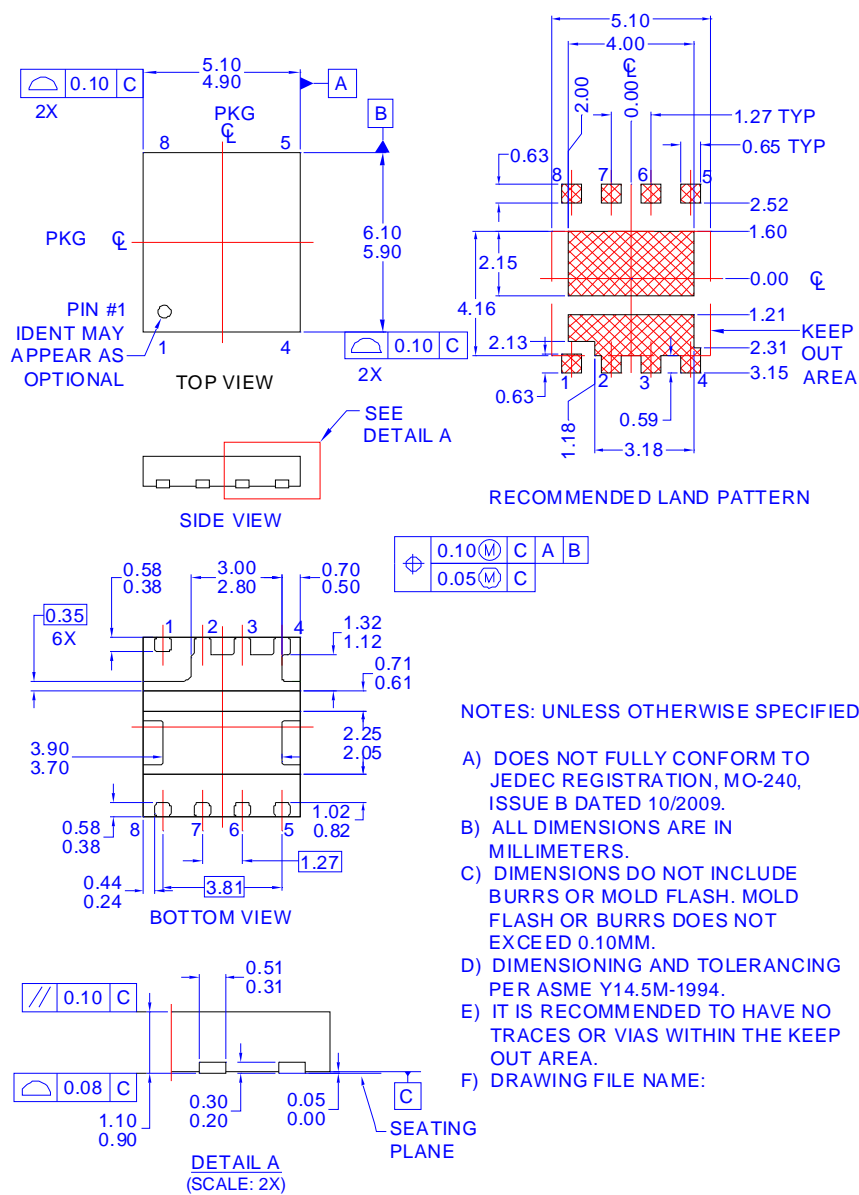 5.10
4.90
0.10 C
2X
A
PKG
CL
B
8 5
PKG CL
6.10
5.90
PIN #1
IDENT MAY
APPEAR AS
OPTIONAL
1 4
0.10 C
2X
TOP VIEW
5.10
4.00
CL
2.00
0.00
1.27 TYP
0.65 TYP
0.63
8 7 6 5
2.52
1.60
2.15
0.00 CL
4.16
1.21
KEEP
OUT
AREA
2.13
2.31
3.15
1 2 3 4
0.63
1.18
0.59
3.18
RECOMMENDED LAND PATTERN
SEE
DETAIL A
SIDE VIEW
0.10 M C A B
0.05 M C
0.58
0.38
3.00
2.80
0.70
0.50
0.35
6X
1 2 3 4
1.32
1.12
0.71
0.61
3.90
3.70
2.25
2.05
0.58
0.38
8 7 6 5
1.02
0.82
1.27
0.44
0.24
3.81
BOTTOM VIEW
NOTES: UNLESS OTHERWISE SPECIFIED
A) DOES NOT FULLY CONFORM TO
JEDEC REGISTRATION, MO-240,
ISSUE B DATED 10/2009.
B) ALL DIMENSIONS ARE IN
MILLIMETERS.
C) DIMENSIONS DO NOT INCLUDE
BURRS OR MOLD FLASH. MOLD
FLASH OR BURRS DOES NOT
EXCEED 0.10MM.
D) DIMENSIONING AND TOLERANCING
PER ASME Y14.5M-1994.
E) IT IS RECOMMENDED TO HAVE NO
TRACES OR VIAS WITHIN THE KEEP
OUT AREA.
F) DRAWING FILE NAME:
0.51
0.31
// 0.10 C
0.08 C
1.10
0.90
0.30
0.20
0.05
0.00
C
SEATING
PLANE
DETAIL A
(SCALE: 2X)